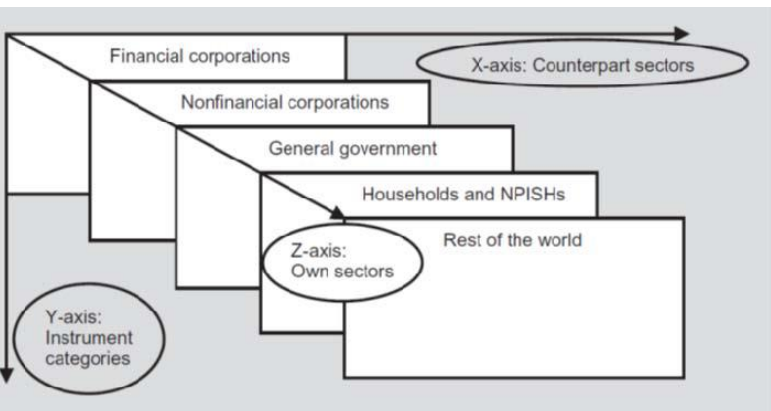 Financial corporations
X-axis: Counterpart sectors
Nonfinancial corporations
General government
Households and NPISHs
Rest of the world
Z-axis:
Own sectors
Y-axis:
Instrument
categories